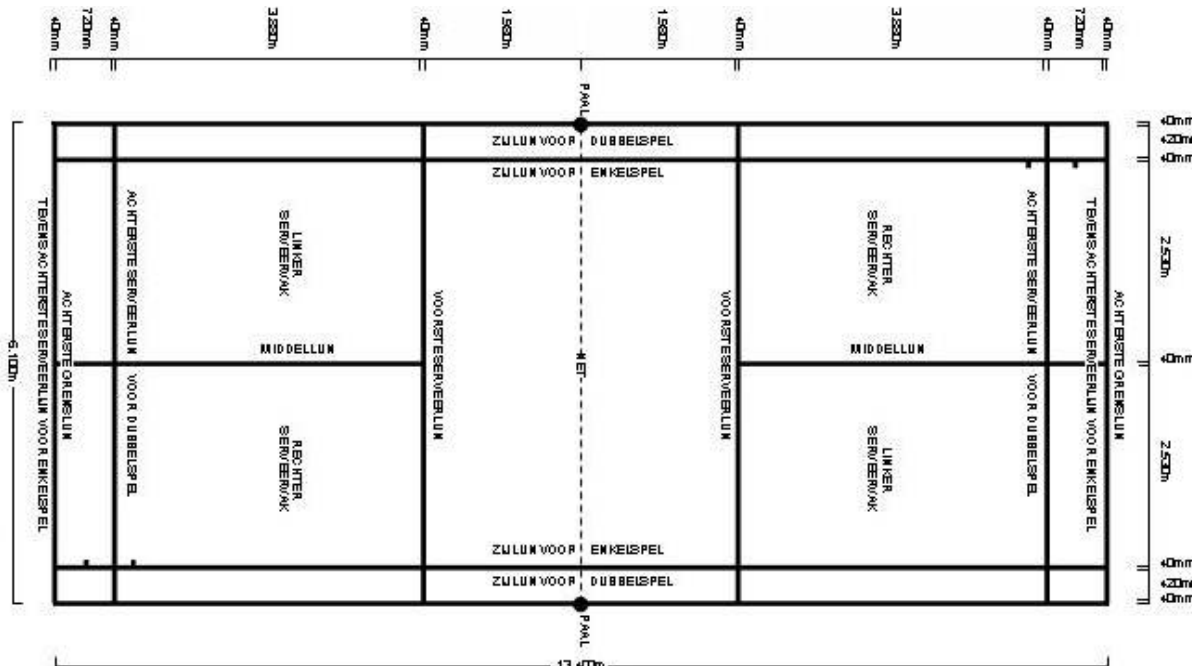 40mm
720mm
40mm
3.880m
40mm
1.980m
1.980m
40mm
3.880m
40mm
720mm
40mm
PAAL
40mm
420mm
40mm
ZIJLIJN VOOR DUBBELSPEL
ZIJLIJN VOOR ENKELSPEL
TEVENS ACHTERSTE SERVEERLIJN VOOR ENKELSPEL
ACHTERSTE GRENSLIJN
ACHTERSTE SERVEERLIJN VOOR DUBBELSPEL
LINKER
SERVEERVAK
VOORSTE SERVEERLIJN
NET
VOORSTE SERVEERLIJN
RECHTER
SERVEERVAK
ACHTERSTE SERVEERLIJN VOOR DUBBELSPEL
TEVENS ACHTERSTE SERVEERLIJN VOOR ENKELSPEL
ACHTERSTE GRENSLIJN
2.530m
6.100m
MIDDELLIJN
MIDDELLIJN
40mm
RECHTER
SERVEERVAK
LINKER
SERVEERVAK
2.530m
ZIJLIJN VOOR ENKELSPEL
ZIJLIJN VOOR DUBBELSPEL
40mm
420mm
40mm
PAAL
13.400m